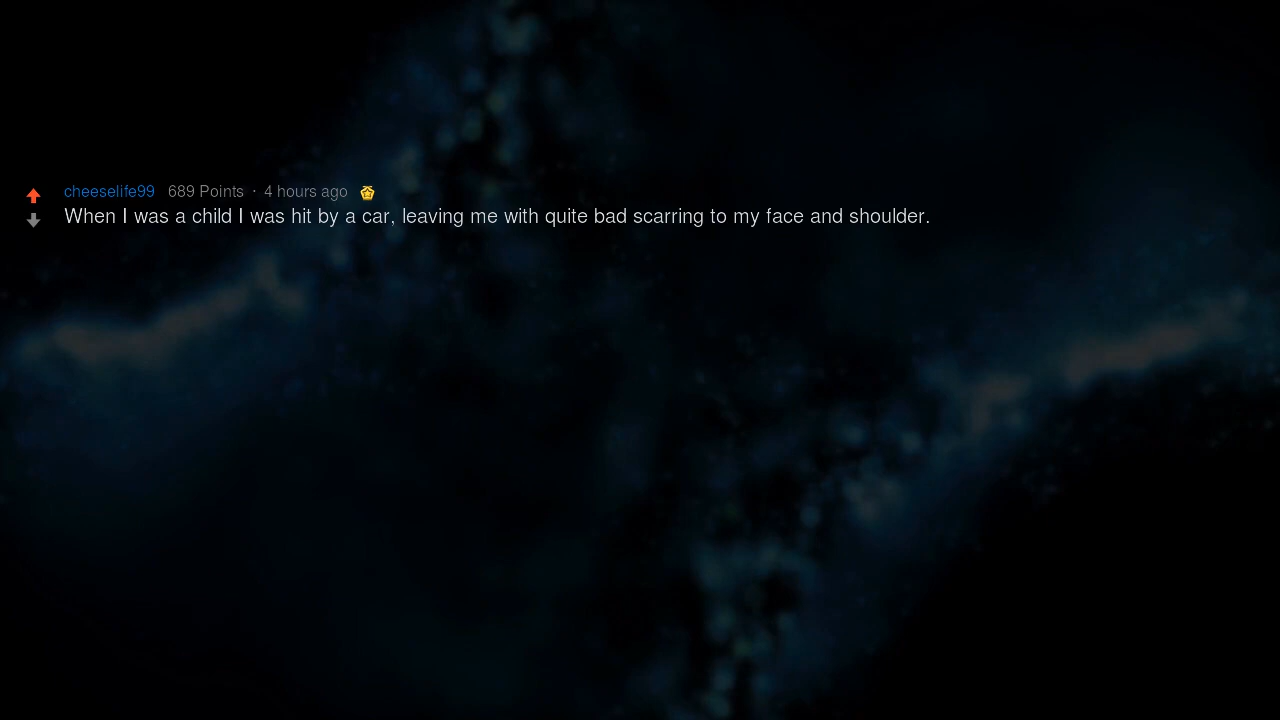 cheeselife99 689 Points · 4 hours ago
When I was a child I was hit by a car, leaving me with quite bad scarring to my face and shoulder.